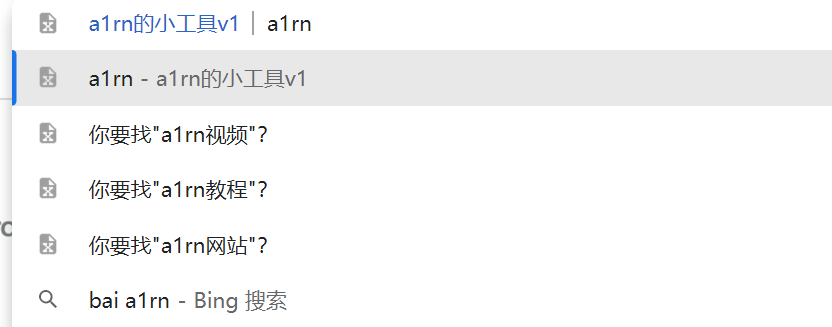 a1rn的小工具v1 | a1rn
a1rn - a1rn的小工具v1
你要找"a1rn视频"?
你要找"a1rn教程"?
你要找"a1rn网站"?
bai a1rn - Bing 搜索